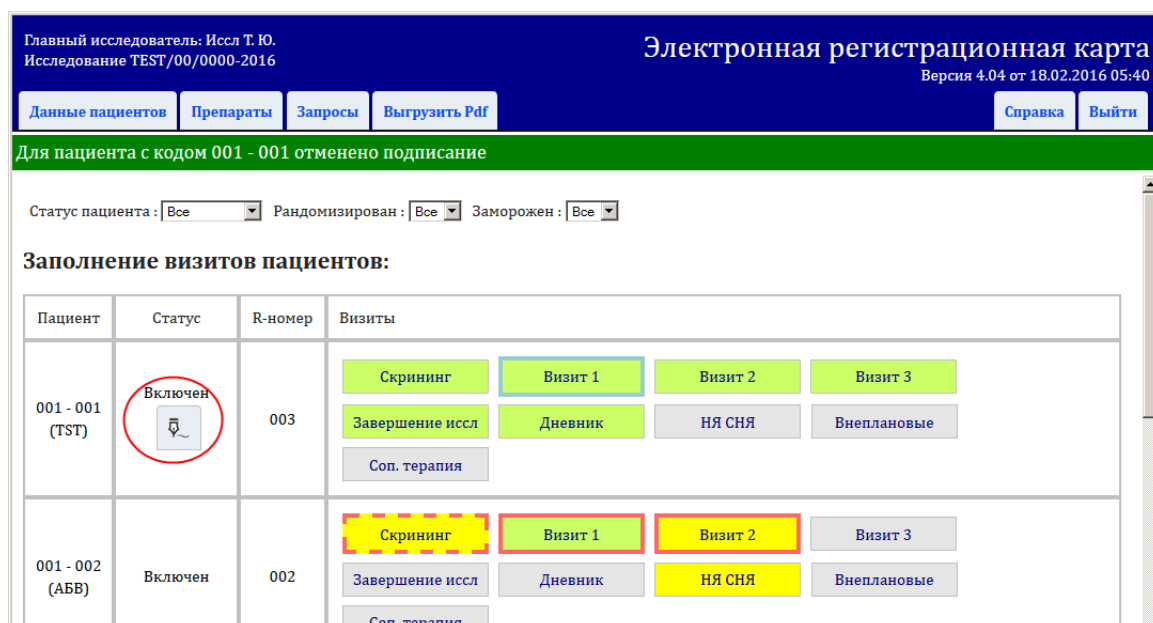 Главный исследователь: Иссл Т. Ю.
Исследование TEST/00/0000-2016
Электронная регистрационная карта
Версия 4.04 от 18.02.2016 05:40
Данные пациентов Препараты Запросы Выгрузить Pdf Справка Выйти
Для пациента с кодом 001 - 001 отменено подписание
Статус пациента : Все Рандомизирован : Все Заморожен : Все
Заполнение визитов пациентов:
Пациент Статус R-номер Визиты
001 - 001
(TST)
Включен
003
Скрининг Визит 1 Визит 2 Визит 3
Завершение иссл Дневник НЯ СНЯ Внеплановые
Соп. терапия
001 - 002
(АБВ)
Включен
002
Скрининг Визит 1 Визит 2 Визит 3
Завершение иссл Дневник НЯ СНЯ Внеплановые
Соп. терапия